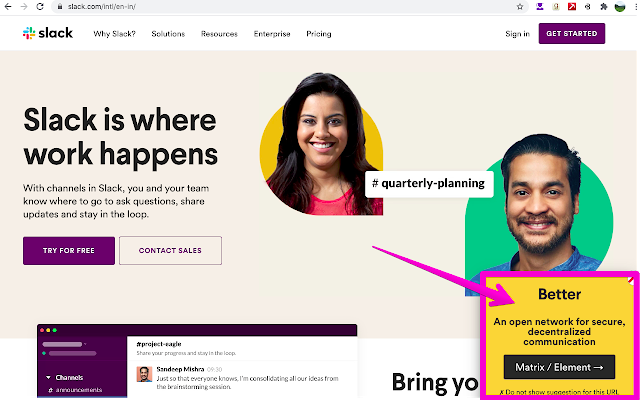 slack.com/intl/en-in/
slack
Why Slack?
Solutions
Resources
Enterprise
Pricing
Sign in
GET STARTED
Slack is where
work happens
With channels in Slack, you and your team
know where to go to ask questions, share
updates and stay in the loop.
TRY FOR FREE
CONTACT SALES
# quarterly-planning
Better
An open network for secure,
decentralized
communication
Matrix / Element →
✗ Do not show suggestion for this URL
#project-eagle
Share your progress and stay in the loop.
Channels
# announcements
Sandeep Mishra 09:30
Just so that everyone knows, I'm consolidating all our ideas from
the brainstorming session.
Bring you